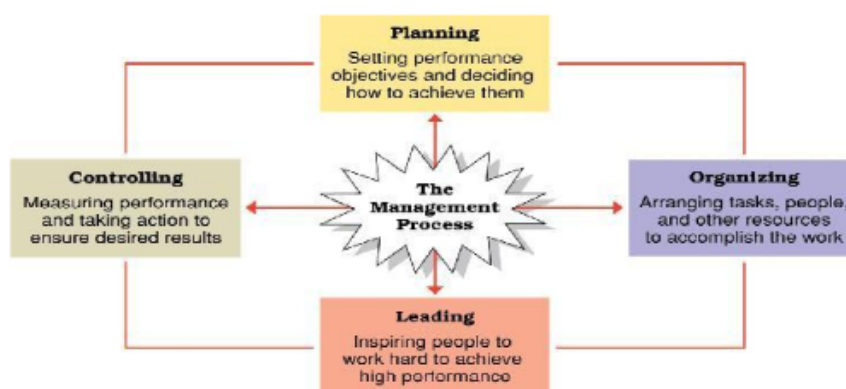 Planning
Setting performance
objectives and deciding
how to achieve them
Controlling
Measuring performance
and taking action to
ensure desired results
The
Management
Process
Organizing
Arranging tasks, people,
and other resources
to accomplish the work
Leading
Inspiring people to
work hard to achieve
high performance